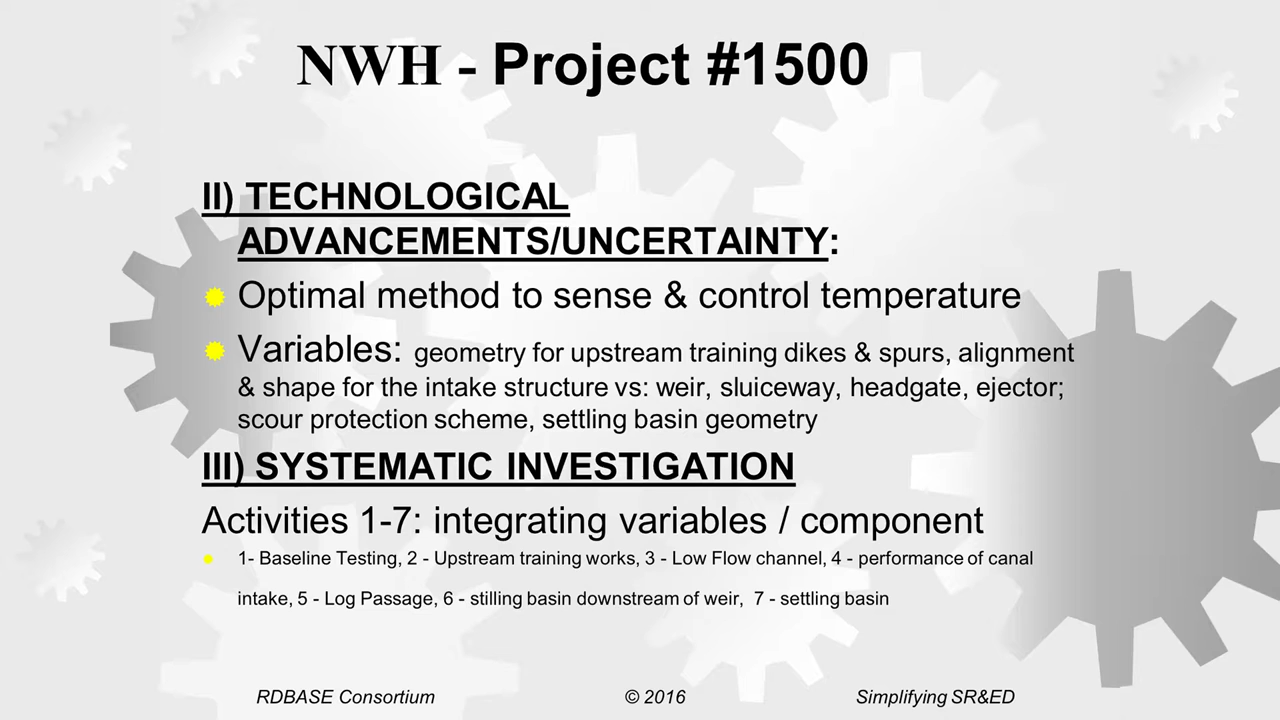 NWH - Project #1500
II) TECHNOLOGICAL
ADVANCEMENTS/UNCERTAINTY:
Optimal method to sense & control temperature
Variables: geometry for upstream training dikes & spurs, alignment
& shape for the intake structure vs: weir, sluiceway, headgate, ejector;
scour protection scheme, settling basin geometry
III) SYSTEMATIC INVESTIGATION
Activities 1-7: integrating variables / component
1- Baseline Testing, 2 - Upstream training works, 3 - Low Flow channel, 4 - performance of canal
intake, 5 - Log Passage, 6 - stilling basin downstream of weir, 7 - settling basin
RDBASE Consortium © 2016 Simplifying SR&ED